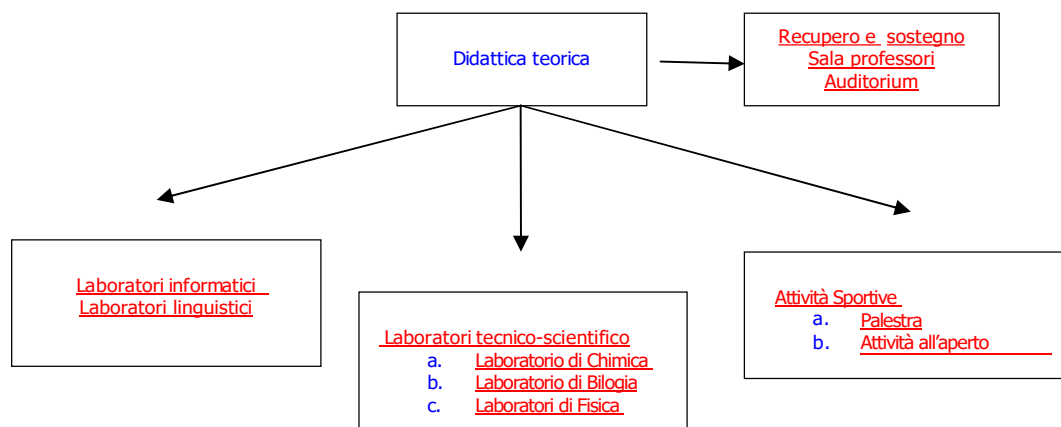 Didattica teorica
Recupero e sostegno
Sala professori
Auditorium
Laboratori informatici
Laboratori linguistici
Laboratori tecnico-scientifico
a. Laboratorio di Chimica
b. Laboratorio di Bilogia
c. Laboratori di Fisica
Attività Sportive
a. Palestra
b. Attività all'aperto